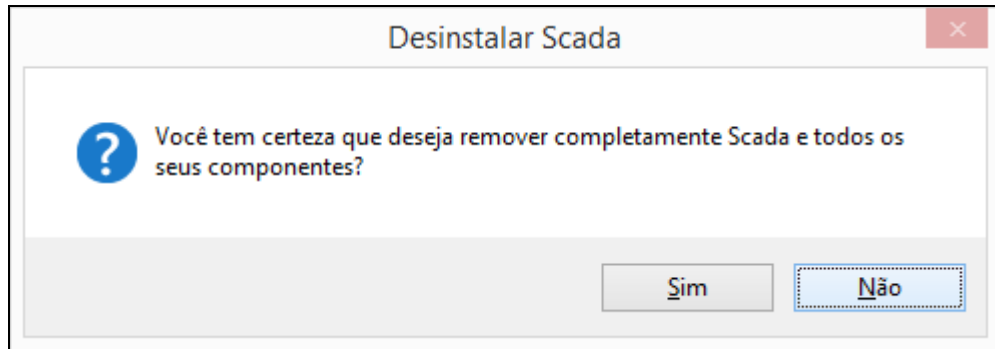 Desinstalar Scada
Você tem certeza que deseja remover completamente Scada e todos os
seus componentes?
Sim
Não